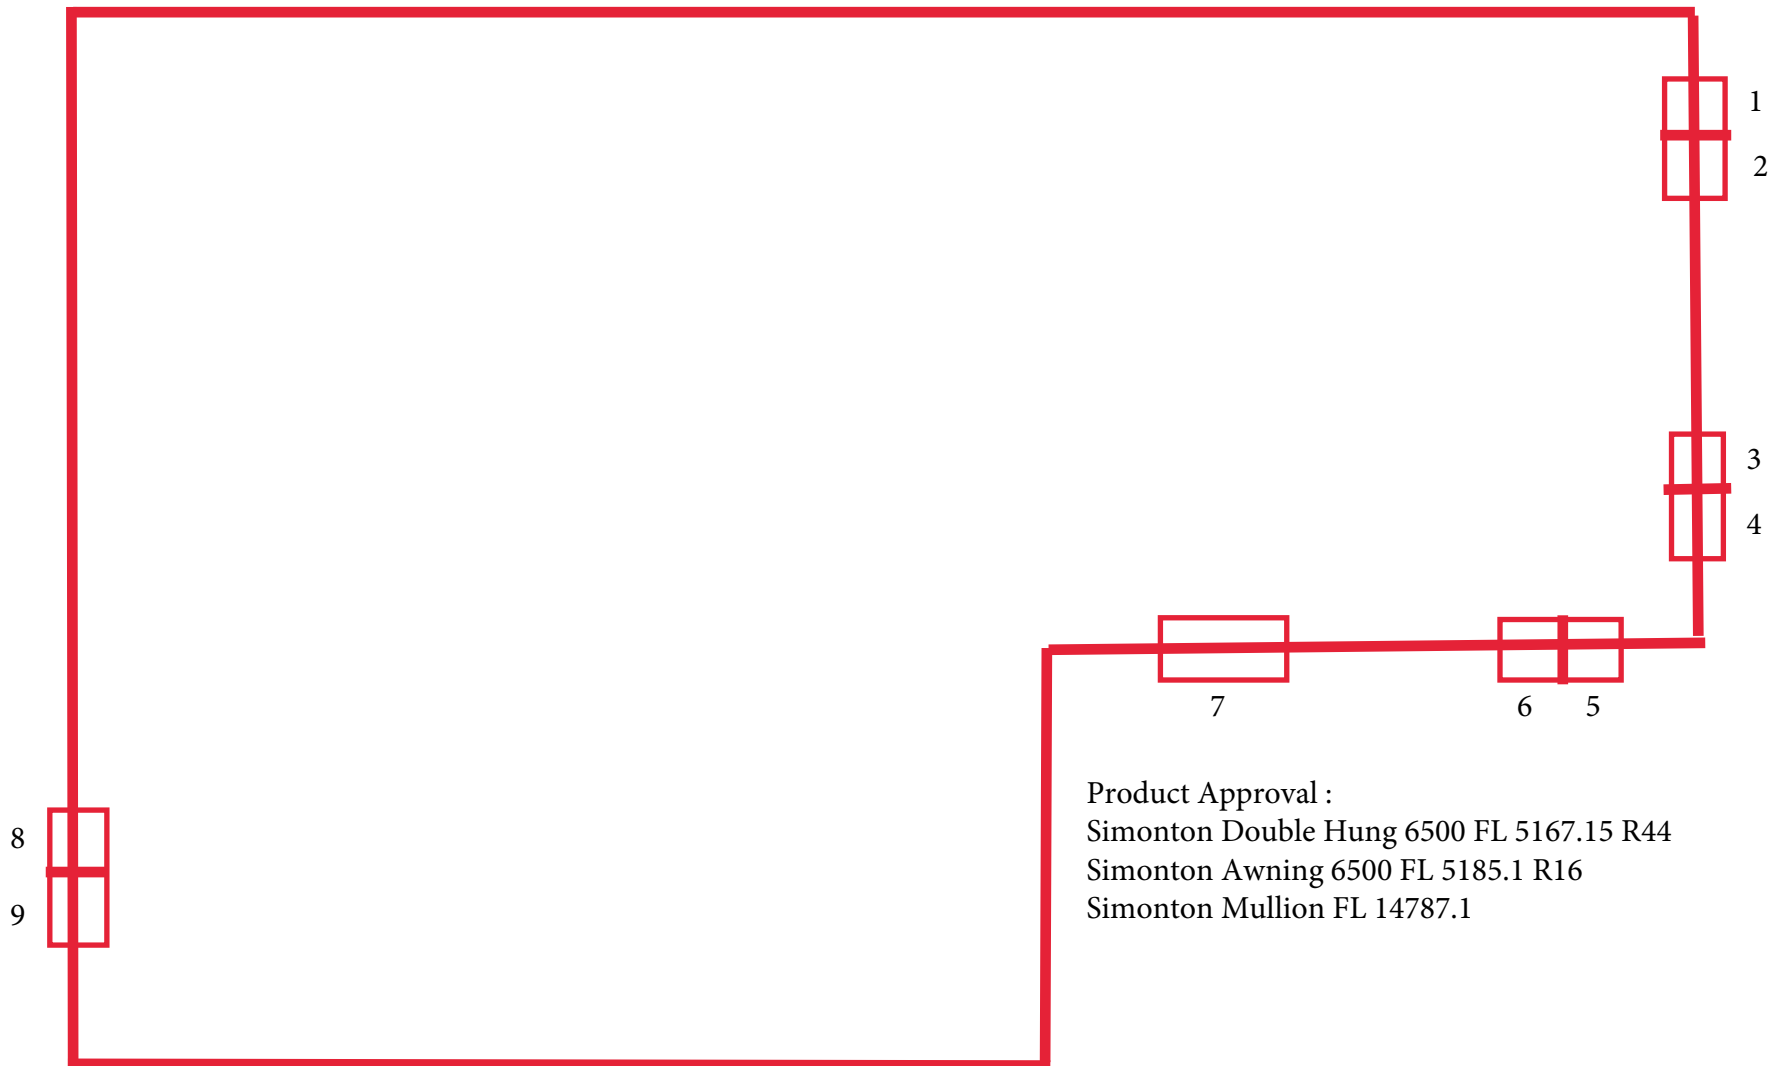 1
2
3
4
7
6
5
Product Approval :
Simonton Double Hung 6500 FL 5167.15 R44
Simonton Awning 6500 FL 5185.1 R16
Simonton Mullion FL 14787.1
8
9